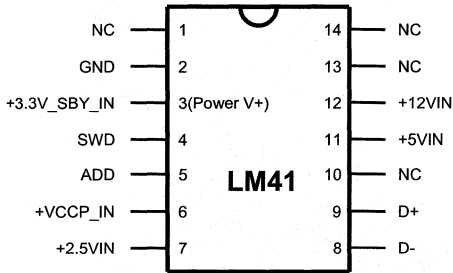 NC 1 14 NC
GND 2 13 NC
+3.3V_SBY_IN 3(Power V+) 12 +12VIN
SWD 4 11 +5VIN
ADD 5 10 NC
LM41
+VCCP_IN 6 9 D+
+2.5VIN 7 8 D-